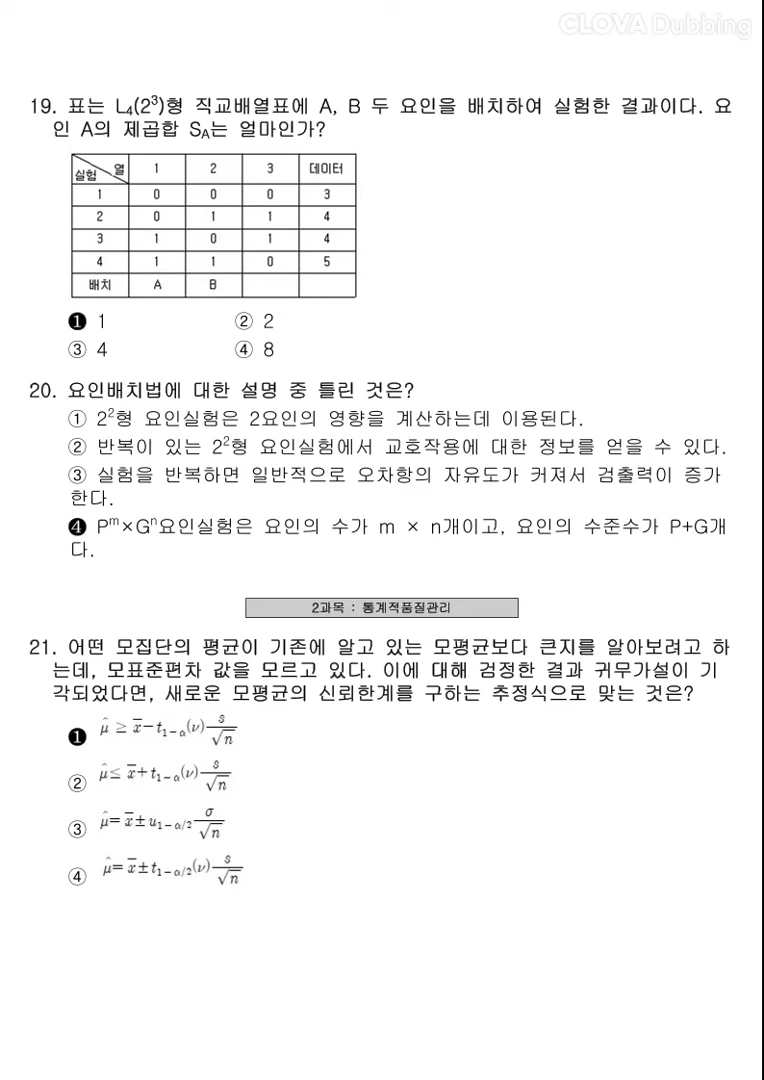 CLOVA Dubbing
19. 표는 L₄(2³)형 직교배열표에 A, B 두 요인을 배치하여 실험한 결과이다. 요
인 A의 제곱합 S_A는 얼마인가?
실험 열 1 2 3 데이터
1 0 0 0 3
2 0 1 1 4
3 1 0 1 4
4 1 1 0 5
배치 A B
❶ 1 ② 2
③ 4 ④ 8
20. 요인배치법에 대한 설명 중 틀린 것은?
① 2²형 요인실험은 2요인의 영향을 계산하는데 이용된다.
② 반복이 있는 2²형 요인실험에서 교호작용에 대한 정보를 얻을 수 있다.
③ 실험을 반복하면 일반적으로 오차항의 자유도가 커져서 검출력이 증가
한다.
❹ Pᵐ×Gⁿ요인실험은 요인의 수가 m × n개이고, 요인의 수준수가 P+G개
다.
2과목 : 통계적품질관리
21. 어떤 모집단의 평균이 기존에 알고 있는 모평균보다 큰지를 알아보려고 하
는데, 모표준편차 값을 모르고 있다. 이에 대해 검정한 결과 귀무가설이 기
각되었다면, 새로운 모평균의 신뢰한계를 구하는 추정식으로 맞는 것은?
❶ μ̂ ≥ x̅ − t_{1−α}(ν) s/√n
② μ̂ ≤ x̅ + t_{1−α}(ν) s/√n
③ μ̂ = x̅ ± u_{1−α/2} σ/√n
④ μ̂ = x̅ ± t_{1−α/2}(ν) s/√n